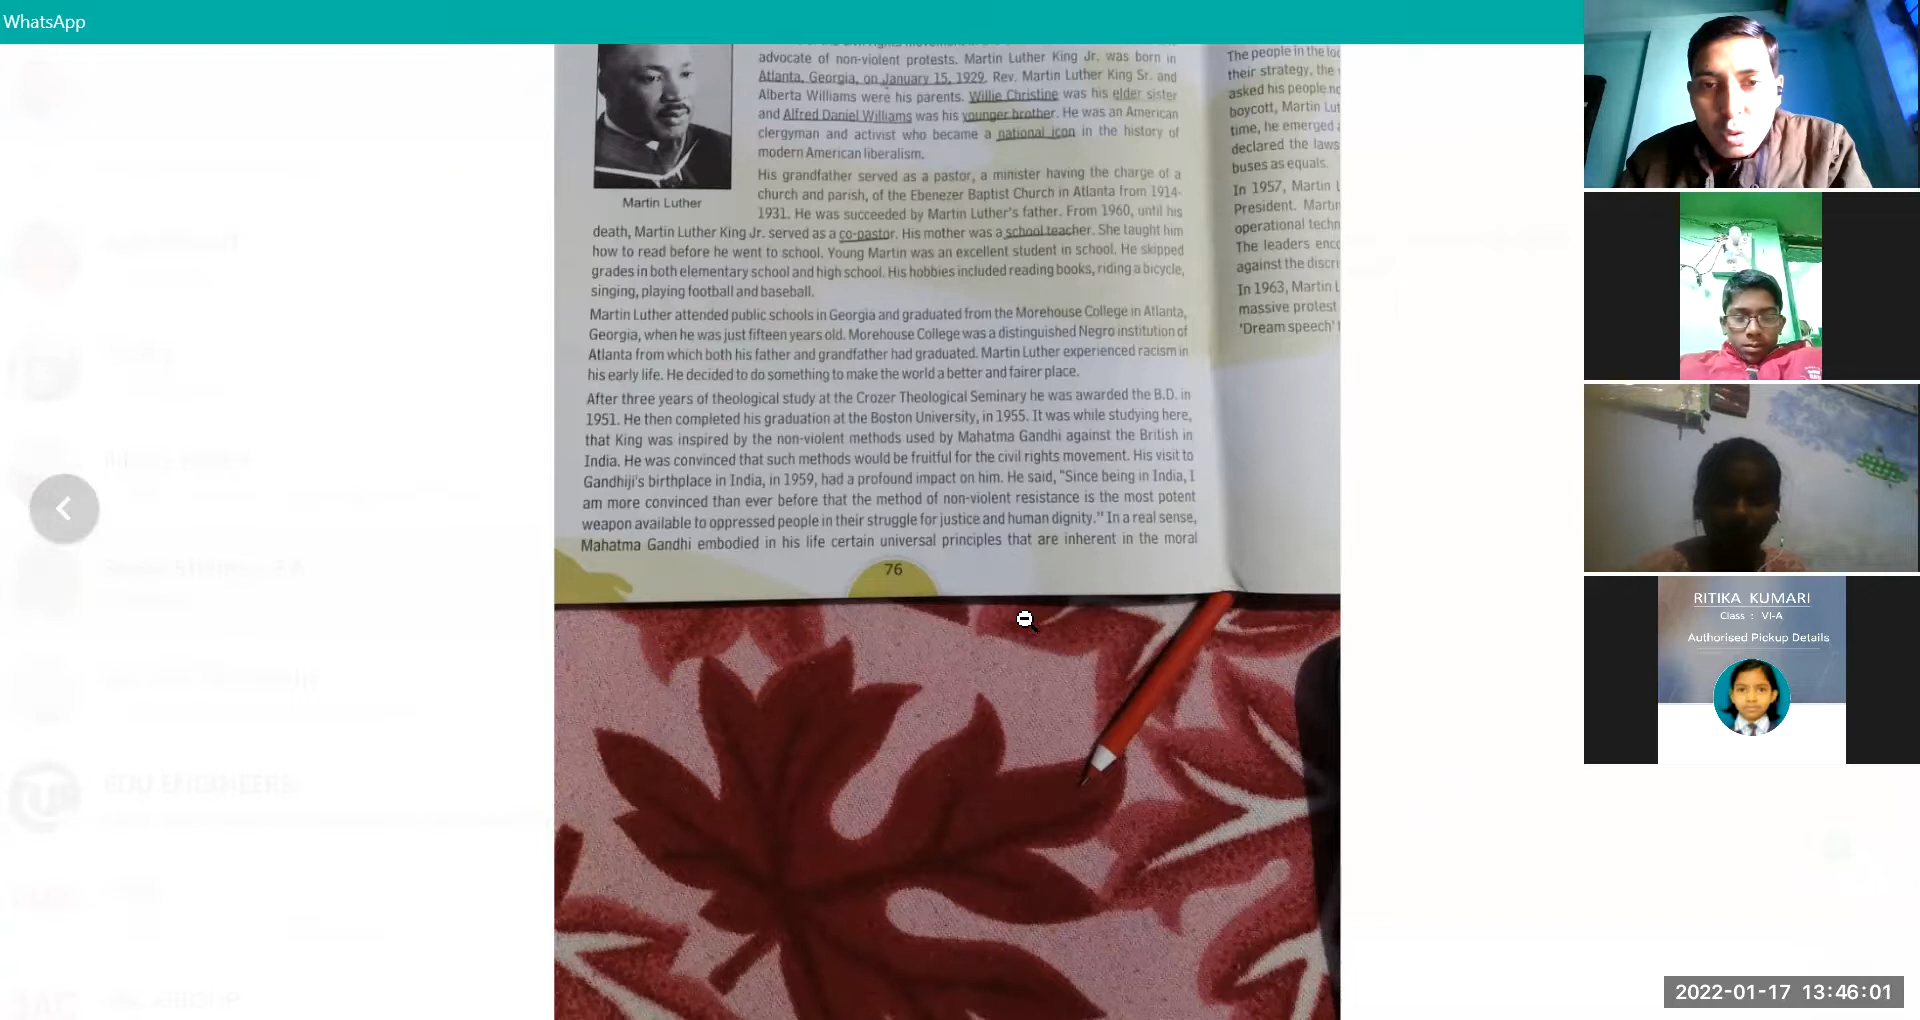 WhatsApp
advocate of non-violent protests. Martin Luther King Jr. was born in
Atlanta, Georgia, on January 15, 1929. Rev. Martin Luther King Sr. and
Alberta Williams were his parents. Willie Christine was his elder sister
and Alfred Daniel Williams was his younger brother. He was an American
clergyman and activist who became a national icon in the history of
modern American liberalism.
Martin Luther
His grandfather served as a pastor, a minister having the charge of a
church and parish, of the Ebenezer Baptist Church in Atlanta from 1914-
1931. He was succeeded by Martin Luther's father. From 1960, until his
death, Martin Luther King Jr. served as a co-pastor. His mother was a school teacher. She taught him
how to read before he went to school. Young Martin was an excellent student in school. He skipped
grades in both elementary school and high school. His hobbies included reading books, riding a bicycle,
singing, playing football and baseball.
Martin Luther attended public schools in Georgia and graduated from the Morehouse College in Atlanta,
Georgia, when he was just fifteen years old. Morehouse College was a distinguished Negro institution of
Atlanta from which both his father and grandfather had graduated. Martin Luther experienced racism in
his early life. He decided to do something to make the world a better and fairer place.
After three years of theological study at the Crozer Theological Seminary he was awarded the B.D. in
1951. He then completed his graduation at the Boston University, in 1955. It was while studying here,
that King was inspired by the non-violent methods used by Mahatma Gandhi against the British in
India. He was convinced that such methods would be fruitful for the civil rights movement. His visit to
Gandhiji's birthplace in India, in 1959, had a profound impact on him. He said, "Since being in India, I
am more convinced than ever before that the method of non-violent resistance is the most potent
weapon available to oppressed people in their struggle for justice and human dignity." In a real sense,
Mahatma Gandhi embodied in his life certain universal principles that are inherent in the moral
76
The people in the
their strategy, the
asked his people
boycott, Martin
time, he emerged
declared the laws
buses as equals.
In 1957, Martin
President.
operational
The leaders
against the
In 1963, Martin
massive protest
'Dream speech'
RITIKA KUMARI
Class : VI-A
Authorised Pickup Details
EDU ENGINEERS
2022-01-17 13:46:01